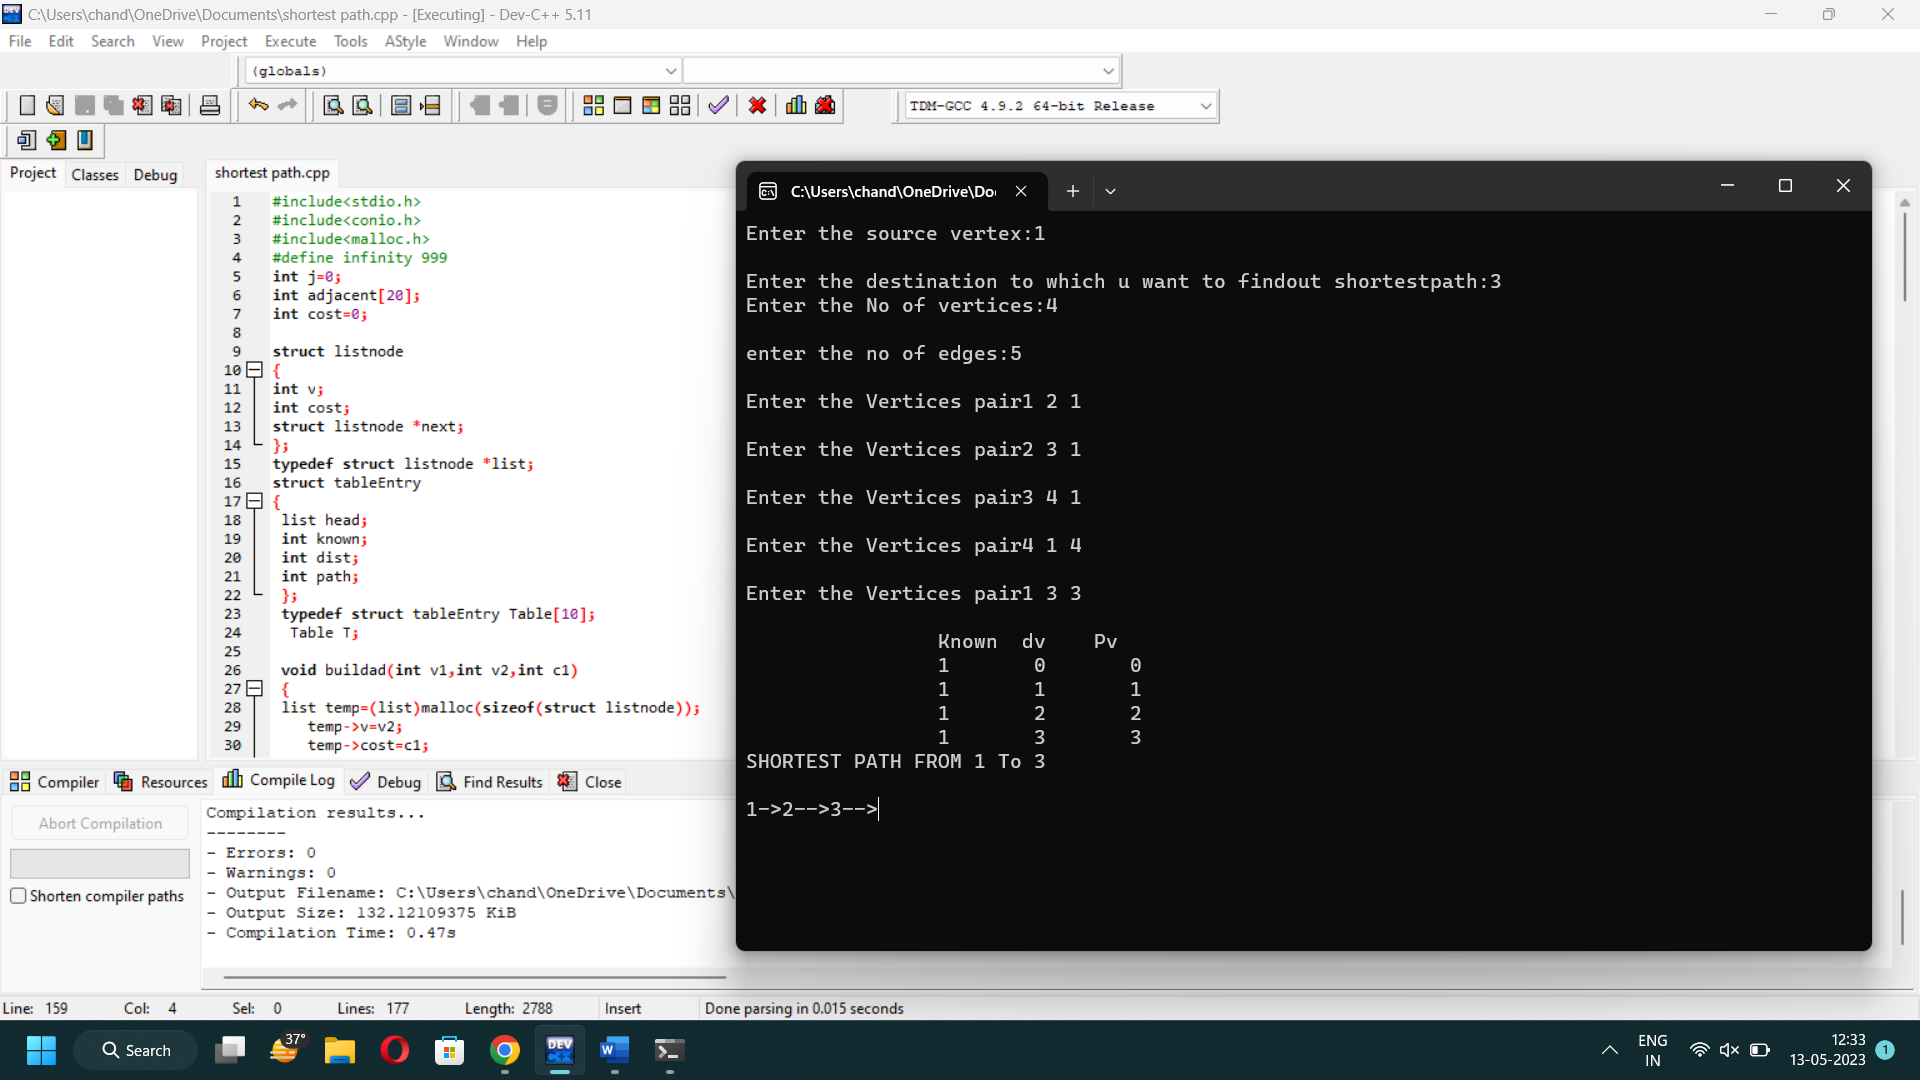 C:\Users\chand\OneDrive\Documents\shortest path.cpp - [Executing] - Dev-C++ 5.11
File Edit Search View Project Execute Tools AStyle Window Help
(globals)
TDM-GCC 4.9.2 64-bit Release
Project Classes Debug
shortest path.cpp
1 #include<stdio.h>
2 #include<conio.h>
3 #include<malloc.h>
4 #define infinity 999
5 int j=0;
6 int adjacent[20];
7 int cost=0;
8
9 struct listnode
10 {
11 int v;
12 int cost;
13 struct listnode *next;
14 };
15 typedef struct listnode *list;
16 struct tableEntry
17 {
18 list head;
19 int known;
20 int dist;
21 int path;
22 };
23 typedef struct tableEntry Table[10];
24 Table T;
25
26 void buildad(int v1,int v2,int c1)
27 {
28 list temp=(list)malloc(sizeof(struct listnode));
29 temp->v=v2;
30 temp->cost=c1;
C:\Users\chand\OneDrive\Do
Enter the source vertex:1
Enter the destination to which u want to findout shortestpath:3
Enter the No of vertices:4
enter the no of edges:5
Enter the Vertices pair1 2 1
Enter the Vertices pair2 3 1
Enter the Vertices pair3 4 1
Enter the Vertices pair4 1 4
Enter the Vertices pair1 3 3
Known dv Pv
1 0 0
1 1 1
1 2 2
1 3 3
SHORTEST PATH FROM 1 To 3
1->2-->3-->
Compiler Resources Compile Log Debug Find Results Close
Abort Compilation
Shorten compiler paths
Compilation results...
--------
- Errors: 0
- Warnings: 0
- Output Filename: C:\Users\chand\OneDrive\Documents\
- Output Size: 132.12109375 KiB
- Compilation Time: 0.47s
Line: 159 Col: 4 Sel: 0 Lines: 177 Length: 2788 Insert Done parsing in 0.015 seconds
Search
37°
DEV C++
W
ENG
IN
12:33
13-05-2023
1